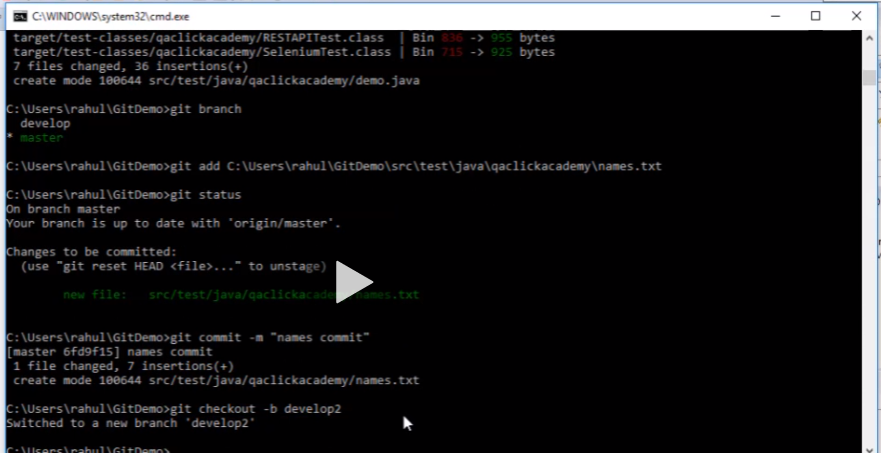 C:\WINDOWS\system32\cmd.exe
target/test-classes/qaclickacademy/RESTAPITest.class | Bin 836 -> 955 bytes
target/test-classes/qaclickacademy/SeleniumTest.class | Bin 715 -> 925 bytes
7 files changed, 36 insertions(+)
create mode 100644 src/test/java/qaclickacademy/demo.java
C:\Users\rahul\GitDemo>git branch
develop
* master
C:\Users\rahul\GitDemo>git add C:\Users\rahul\GitDemo\src\test\java\qaclickacademy\names.txt
C:\Users\rahul\GitDemo>git status
On branch master
Your branch is up to date with 'origin/master'.
Changes to be committed:
(use "git reset HEAD <file>..." to unstage)
new file: src/test/java/qaclickacademy/names.txt
C:\Users\rahul\GitDemo>git commit -m "names commit"
[master 6fd9f15] names commit
1 file changed, 7 insertions(+)
create mode 100644 src/test/java/qaclickacademy/names.txt
C:\Users\rahul\GitDemo>git checkout -b develop2
Switched to a new branch 'develop2'
C:\Users\rahul\GitDemo>